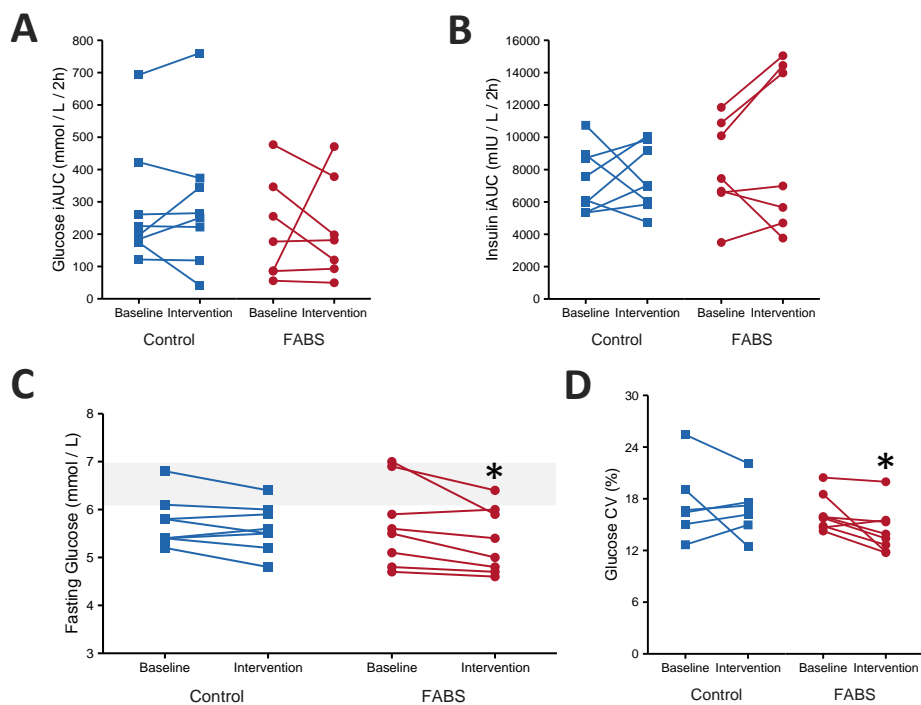 A
Glucose iAUC (mmol / L / 2h)
800
700
600
500
400
300
200
100
0
Baseline Intervention Baseline Intervention
Control FABS
B
Insulin iAUC (mIU / L / 2h)
16000
14000
12000
10000
8000
6000
4000
2000
0
Baseline Intervention Baseline Intervention
Control FABS
C
Fasting Glucose (mmol / L)
8
7
6
5
4
3
*
Baseline Intervention Baseline Intervention
Control FABS
D
Glucose CV (%)
30
24
18
12
6
0
*
Baseline Intervention Baseline Intervention
Control FABS